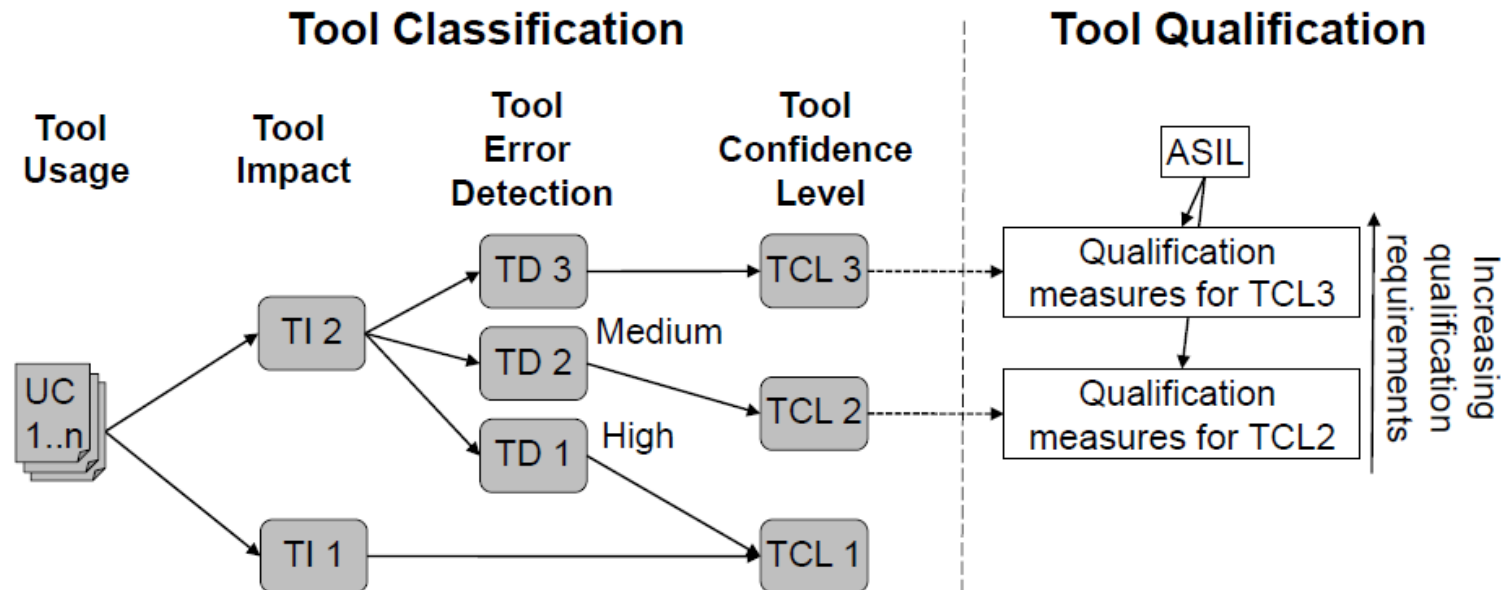 Tool Classification
Tool Qualification
Tool
Usage
Tool
Impact
Tool
Error
Detection
Tool
Confidence
Level
UC
1..n
TI 2
TI 1
TD 3
TD 2
Medium
TD 1
High
TCL 3
TCL 2
TCL 1
ASIL
Qualification
measures for TCL3
Qualification
measures for TCL2
Increasing
qualification
requirements